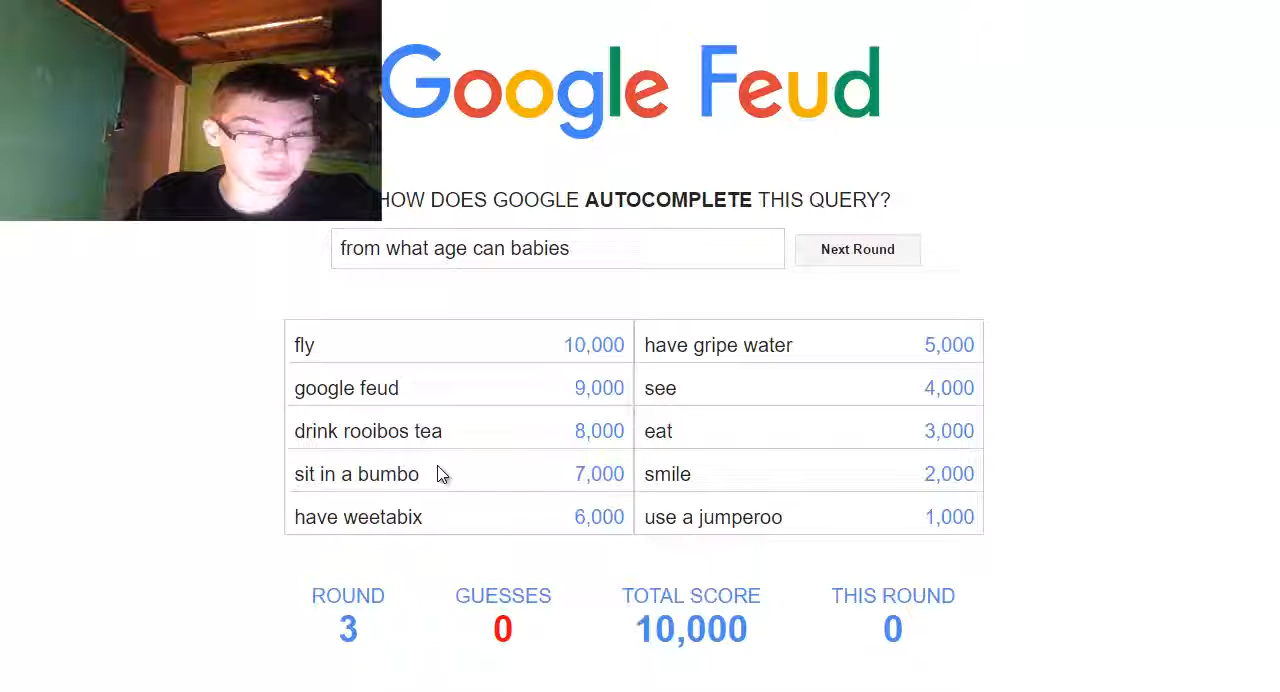 Google Feud
HOW DOES GOOGLE AUTOCOMPLETE THIS QUERY?
from what age can babies
Next Round
fly 10,000
have gripe water 5,000
google feud 9,000
see 4,000
drink rooibos tea 8,000
eat 3,000
sit in a bumbo 7,000
smile 2,000
have weetabix 6,000
use a jumperoo 1,000
ROUND GUESSES TOTAL SCORE THIS ROUND
3 0 10,000 0